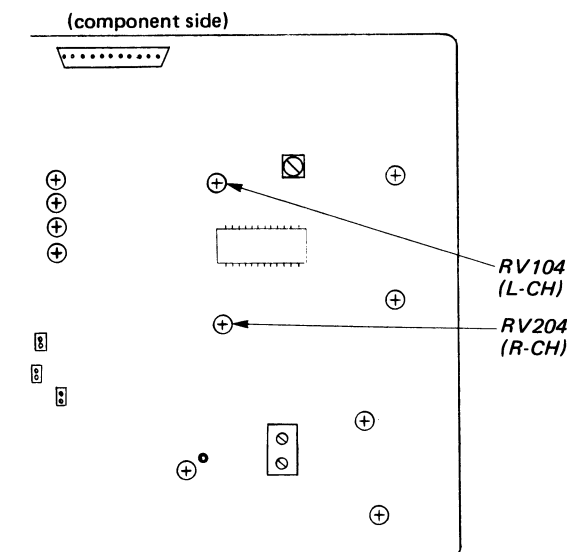 (component side)
RV104
(L-CH)
RV204
(R-CH)